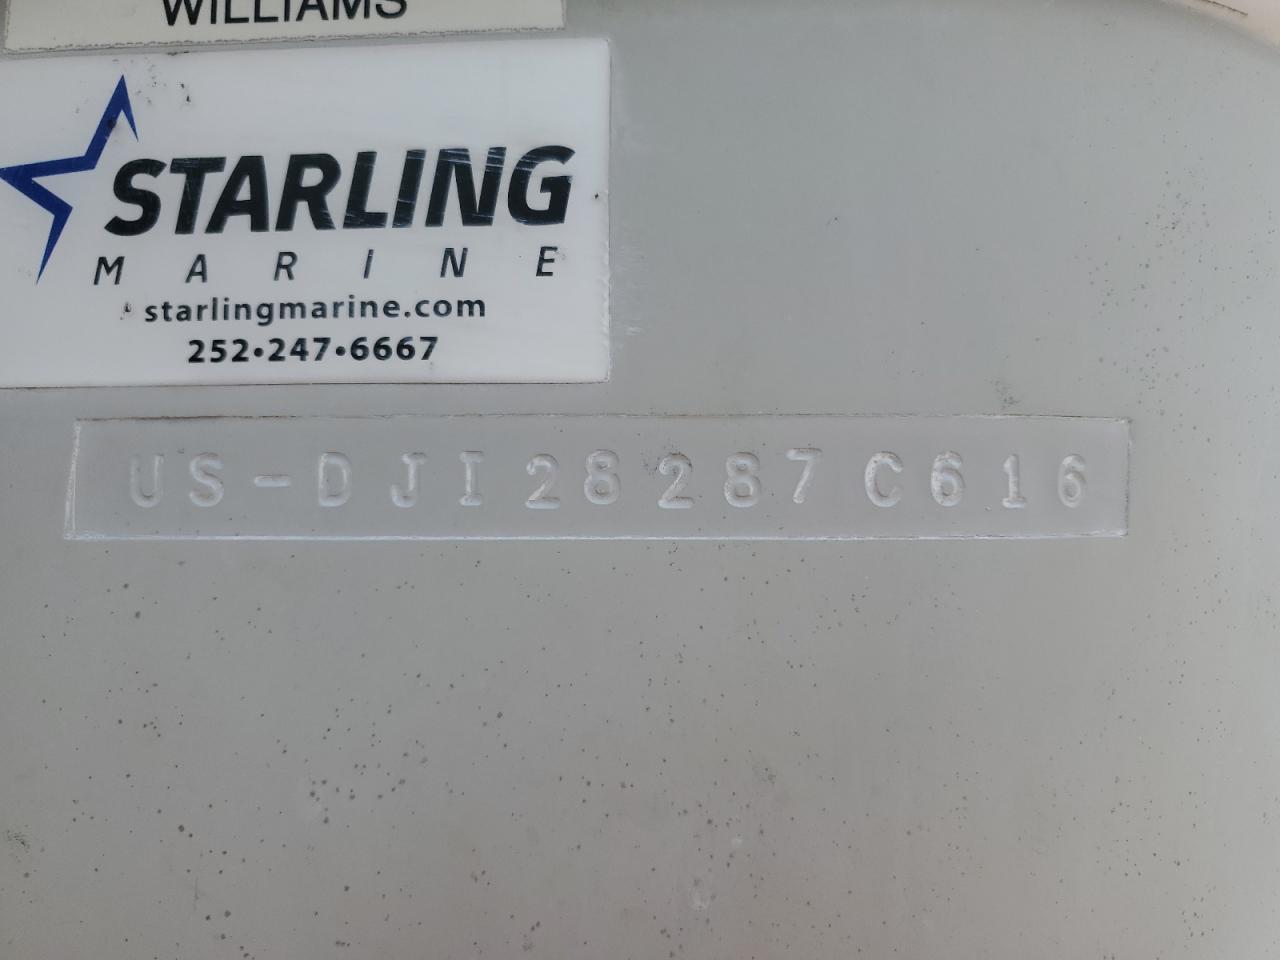 WILLIAMS
STARLING
MARINE
starlingmarine.com
252•247•6667
US-DJI28287C616